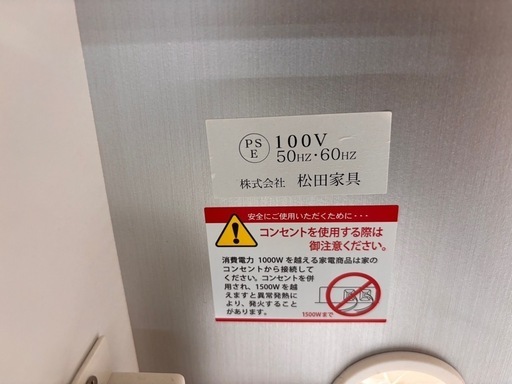 PS
E
100V
50HZ・60HZ
株式会社 松田家具
安全にご使用いただくために・・・
コンセントを使用する際は
御注意ください。
消費電力 1000W を越える家電商品は家の
コンセントから接続して
ください。コンセントを併
用され、1500W を越
えますと異常発熱に
より、発火すること
があります。
1500W まで